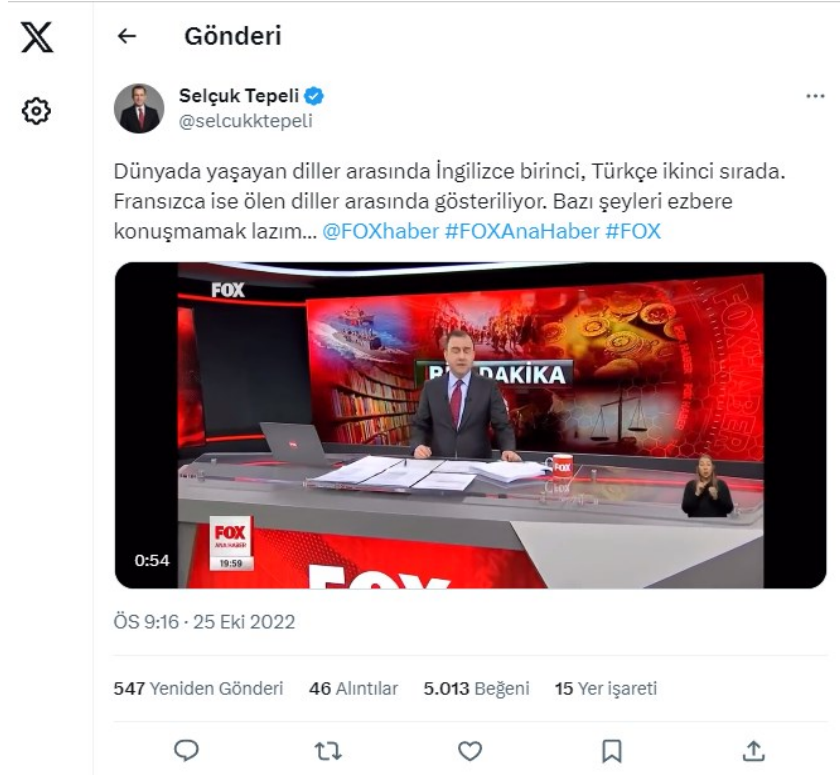 Gönderi
Selçuk Tepeli
@selcukktepeli
Dünyada yaşayan diller arasında İngilizce birinci, Türkçe ikinci sırada.
Fransızca ise ölen diller arasında gösteriliyor. Bazı şeyleri ezbere
konuşmamak lazım... @FOXhaber #FOXAnaHaber #FOX
FOX
DAKİKA
FOX
FOX
ANA HABER
19:59
0:54
FOX
ÖS 9:16 · 25 Eki 2022
547 Yeniden Gönderi 46 Alıntılar 5.013 Beğeni 15 Yer işareti